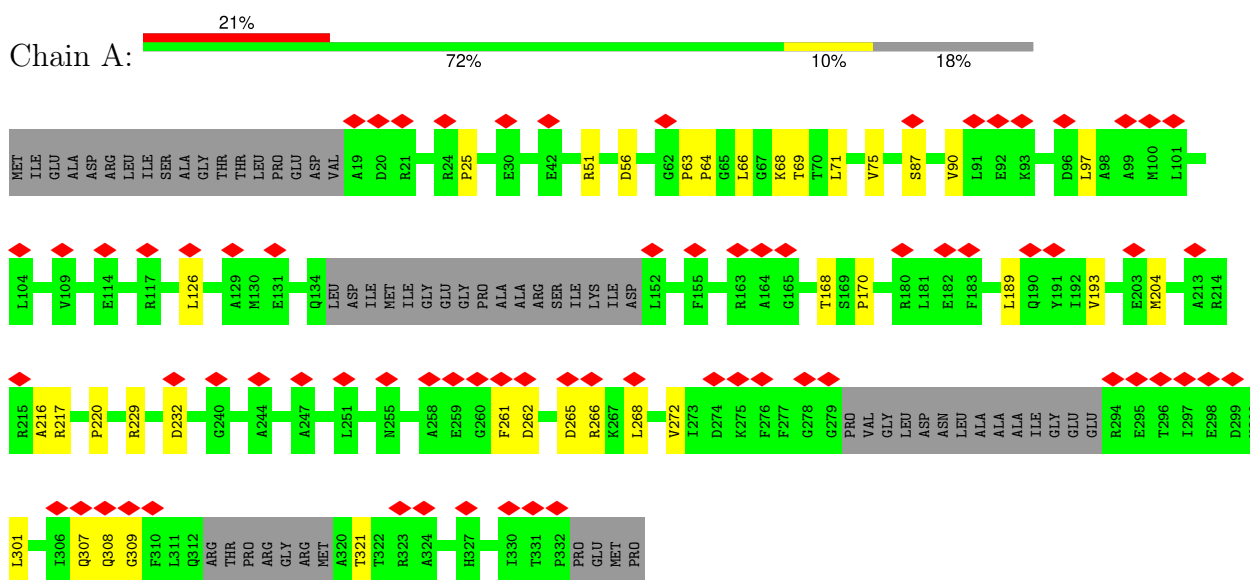 21%
Chain A:
72% 10% 18%
MET ILE GLU ALA ASP ARG LEU ILE SER ALA GLY THR THR LEU PRO GLU ASP VAL A19 D20 R21 R24 P25 E30 E42 R51 D56 G62 P63 P64 G65 L66 G67 K68 T69 T70 L71 V75 S87 V90 L91 E92 K93 D96 L97 A98 A99 M100 L101
L104 V109 E114 R117 L126 A129 M130 E131 Q134 LEU ASP ILE MET ILE GLY GLU GLY PRO ALA ALA ARG SER ILE LYS ILE ASP L152 F155 R163 A164 G165 T168 S169 P170 R180 L181 E182 F183 L189 Q190 Y191 I192 V193 E203 M204 A213 R214
R215 A216 R217 P220 R229 D232 G240 A244 A247 L251 N255 A258 E259 G260 F261 D262 D265 R266 K267 L268 V272 I273 D274 K275 F276 F277 G278 G279 PRO VAL GLY LEU ASP ASN LEU ALA ALA ALA ILE GLY GLU GLU R294 E295 T296 I297 E298 D299
L301 I306 Q307 Q308 G309 F310 L311 Q312 ARG THR PRO ARG GLY ARG MET A320 T321 T322 R323 A324 H327 I330 T331 P332 PRO GLU MET PRO